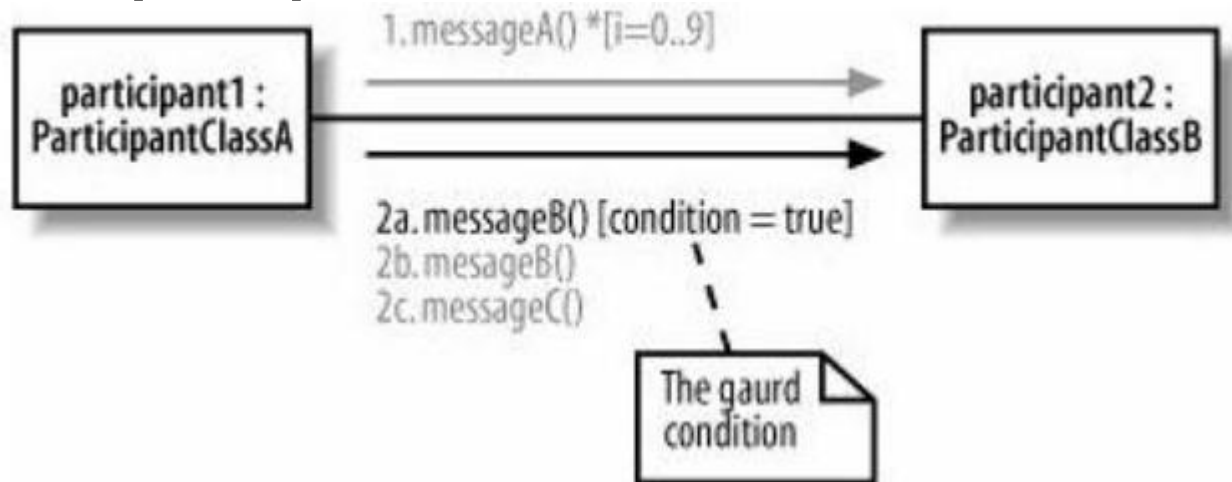 1.messageA() *[i=0..9]
participant1 :
ParticipantClassA
participant2 :
ParticipantClassB
2a.messageB() [condition = true]
2b.mesageB()
2c.messageC()
The gaurd
condition